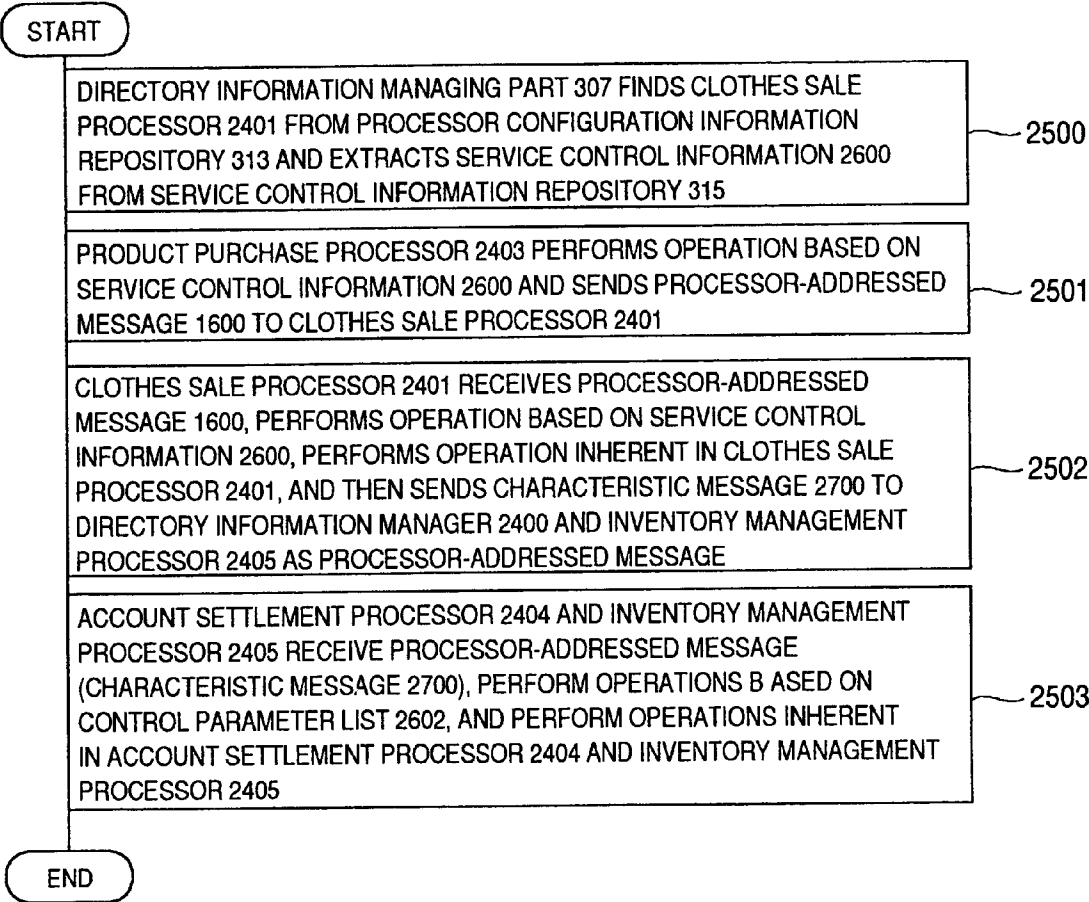 START
DIRECTORY INFORMATION MANAGING PART 307 FINDS CLOTHES SALE
PROCESSOR 2401 FROM PROCESSOR CONFIGURATION INFORMATION
REPOSITORY 313 AND EXTRACTS SERVICE CONTROL INFORMATION 2600
FROM SERVICE CONTROL INFORMATION REPOSITORY 315
2500
PRODUCT PURCHASE PROCESSOR 2403 PERFORMS OPERATION BASED ON
SERVICE CONTROL INFORMATION 2600 AND SENDS PROCESSOR-ADDRESSED
MESSAGE 1600 TO CLOTHES SALE PROCESSOR 2401
2501
CLOTHES SALE PROCESSOR 2401 RECEIVES PROCESSOR-ADDRESSED
MESSAGE 1600, PERFORMS OPERATION BASED ON SERVICE CONTROL
INFORMATION 2600, PERFORMS OPERATION INHERENT IN CLOTHES SALE
PROCESSOR 2401, AND THEN SENDS CHARACTERISTIC MESSAGE 2700 TO
DIRECTORY INFORMATION MANAGER 2400 AND INVENTORY MANAGEMENT
PROCESSOR 2405 AS PROCESSOR-ADDRESSED MESSAGE
2502
ACCOUNT SETTLEMENT PROCESSOR 2404 AND INVENTORY MANAGEMENT
PROCESSOR 2405 RECEIVE PROCESSOR-ADDRESSED MESSAGE
(CHARACTERISTIC MESSAGE 2700), PERFORM OPERATIONS B ASED ON
CONTROL PARAMETER LIST 2602, AND PERFORM OPERATIONS INHERENT
IN ACCOUNT SETTLEMENT PROCESSOR 2404 AND INVENTORY MANAGEMENT
PROCESSOR 2405
2503
END